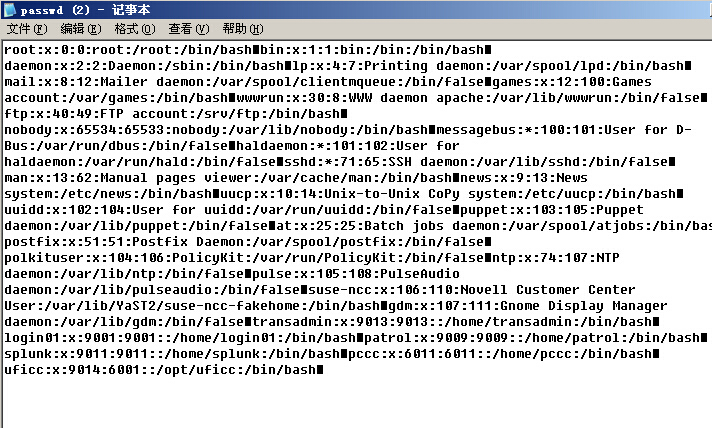 passwd (2) - 记事本
文件(F) 编辑(E) 格式(O) 查看(V) 帮助(H)
root:x:0:0:root:/root:/bin/bash■bin:x:1:1:bin:/bin:/bin/bash■
daemon:x:2:2:Daemon:/sbin:/bin/bash■lp:x:4:7:Printing daemon:/var/spool/lpd:/bin/bash■
mail:x:8:12:Mailer daemon:/var/spool/clientmqueue:/bin/false■games:x:12:100:Games
account:/var/games:/bin/bash■wwwrun:x:30:8:WWW daemon apache:/var/lib/wwwrun:/bin/false■
ftp:x:40:49:FTP account:/srv/ftp:/bin/bash■
nobody:x:65534:65533:nobody:/var/lib/nobody:/bin/bash■messagebus:*:100:101:User for D-
Bus:/var/run/dbus:/bin/false■haldaemon:*:101:102:User for
haldaemon:/var/run/hald:/bin/false■sshd:*:71:65:SSH daemon:/var/lib/sshd:/bin/false■
man:x:13:62:Manual pages viewer:/var/cache/man:/bin/bash■news:x:9:13:News
system:/etc/news:/bin/bash■uucp:x:10:14:Unix-to-Unix CoPy system:/etc/uucp:/bin/bash■
uuidd:x:102:104:User for uuidd:/var/run/uuidd:/bin/false■puppet:x:103:105:Puppet
daemon:/var/lib/puppet:/bin/false■at:x:25:25:Batch jobs daemon:/var/spool/atjobs:/bin/bas
postfix:x:51:51:Postfix Daemon:/var/spool/postfix:/bin/false■
polkituser:x:104:106:PolicyKit:/var/run/PolicyKit:/bin/false■ntp:x:74:107:NTP
daemon:/var/lib/ntp:/bin/false■pulse:x:105:108:PulseAudio
daemon:/var/lib/pulseaudio:/bin/false■suse-ncc:x:106:110:Novell Customer Center
User:/var/lib/YaST2/suse-ncc-fakehome:/bin/bash■gdm:x:107:111:Gnome Display Manager
daemon:/var/lib/gdm:/bin/false■transadmin:x:9013:9013::/home/transadmin:/bin/bash■
login01:x:9001:9001::/home/login01:/bin/bash■patrol:x:9009:9009::/home/patrol:/bin/bash■
splunk:x:9011:9011::/home/splunk:/bin/bash■pccc:x:6011:6011::/home/pccc:/bin/bash■
uficc:x:9014:6001::/opt/uficc:/bin/bash■